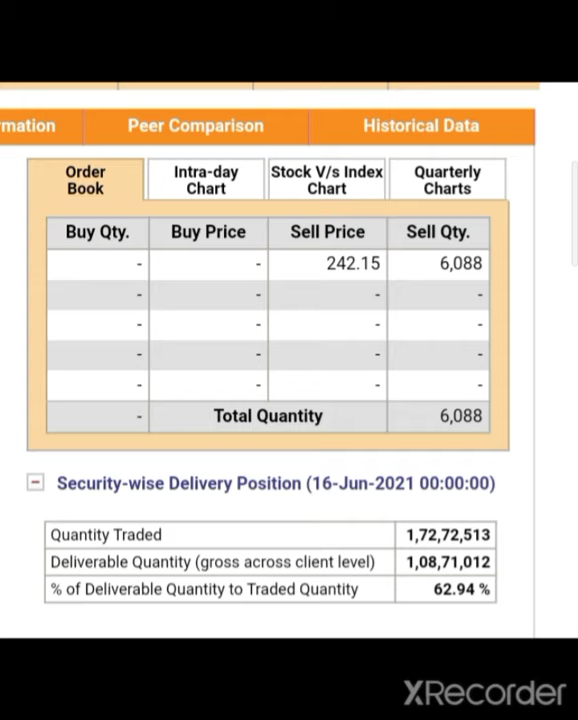 mation Peer Comparison Historical Data
Order Book Intra-day Chart Stock V/s Index Chart Quarterly Charts
Buy Qty. Buy Price Sell Price Sell Qty.
- - 242.15 6,088
- - - -
- - - -
- - - -
- - - -
- Total Quantity 6,088
Security-wise Delivery Position (16-Jun-2021 00:00:00)
Quantity Traded 1,72,72,513
Deliverable Quantity (gross across client level) 1,08,71,012
% of Deliverable Quantity to Traded Quantity 62.94 %
XRecorder